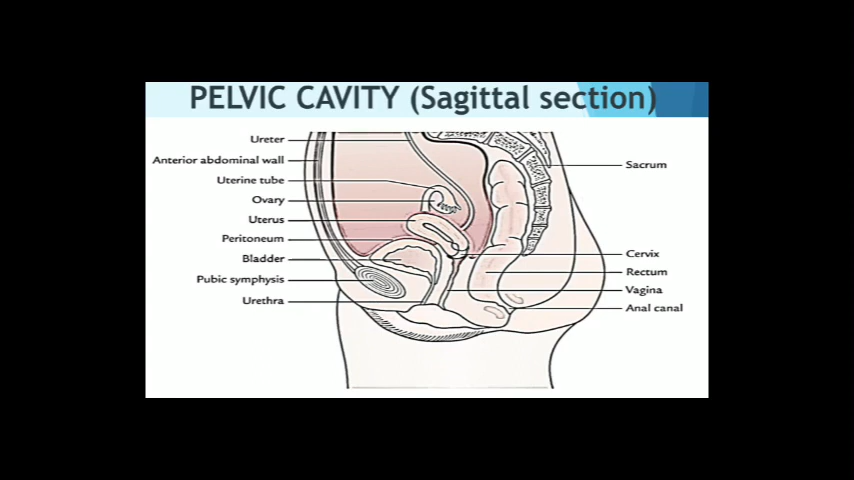 PELVIC CAVITY (Sagittal section)
Ureter
Anterior abdominal wall
Uterine tube
Ovary
Uterus
Peritoneum
Bladder
Pubic symphysis
Urethra
Sacrum
Cervix
Rectum
Vagina
Anal canal